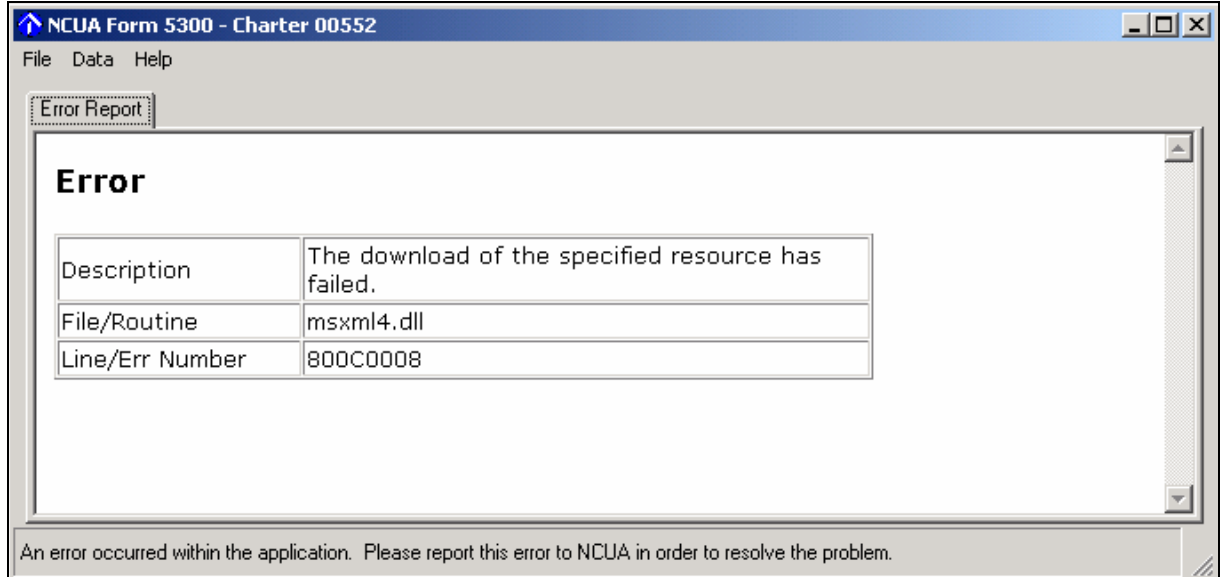 NCUA Form 5300 - Charter 00552
File Data Help
Error Report
Error
Description
The download of the specified resource has
failed.
File/Routine
msxml4.dll
Line/Err Number
800C0008
An error occurred within the application.  Please report this error to NCUA in order to resolve the problem.